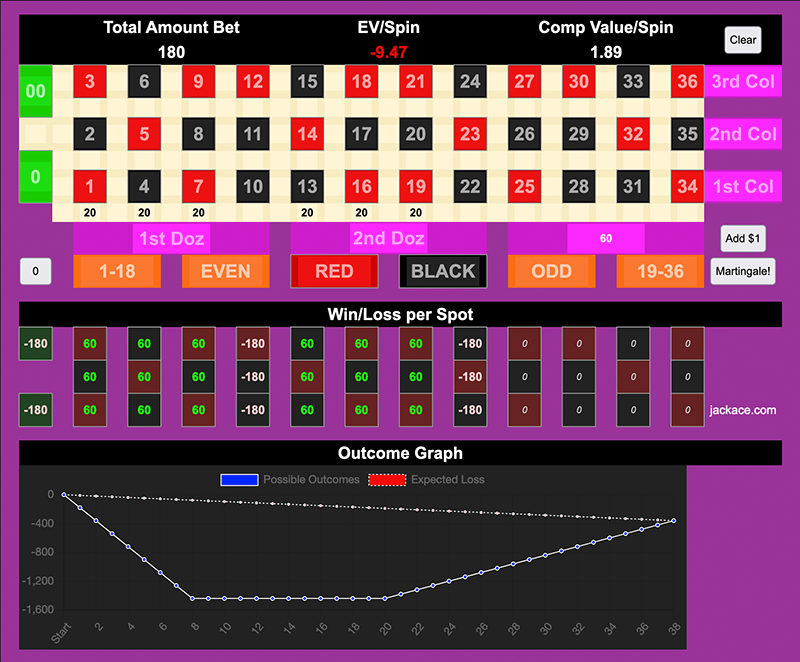 Total Amount Bet EV/Spin Comp Value/Spin
180 -9.47 1.89 Clear
00 3 6 9 12 15 18 21 24 27 30 33 36 3rd Col
2 5 8 11 14 17 20 23 26 29 32 35 2nd Col
0 1 4 7 10 13 16 19 22 25 28 31 34 1st Col
20 20 20 20 20 20
1st Doz 2nd Doz 60 Add $1
0 1-18 EVEN RED BLACK ODD 19-36 Martingale!
Win/Loss per Spot
-180 60 60 60 -180 60 60 60 -180 0 0 0 0
60 60 60 -180 60 60 60 -180 0 0 0 0
-180 60 60 60 -180 60 60 60 -180 0 0 0 0 jackace.com
Outcome Graph
Possible Outcomes Expected Loss
0
-400
-800
-1,200
-1,600
Start 2 4 6 8 10 12 14 16 18 20 22 24 26 28 30 32 34 36 38